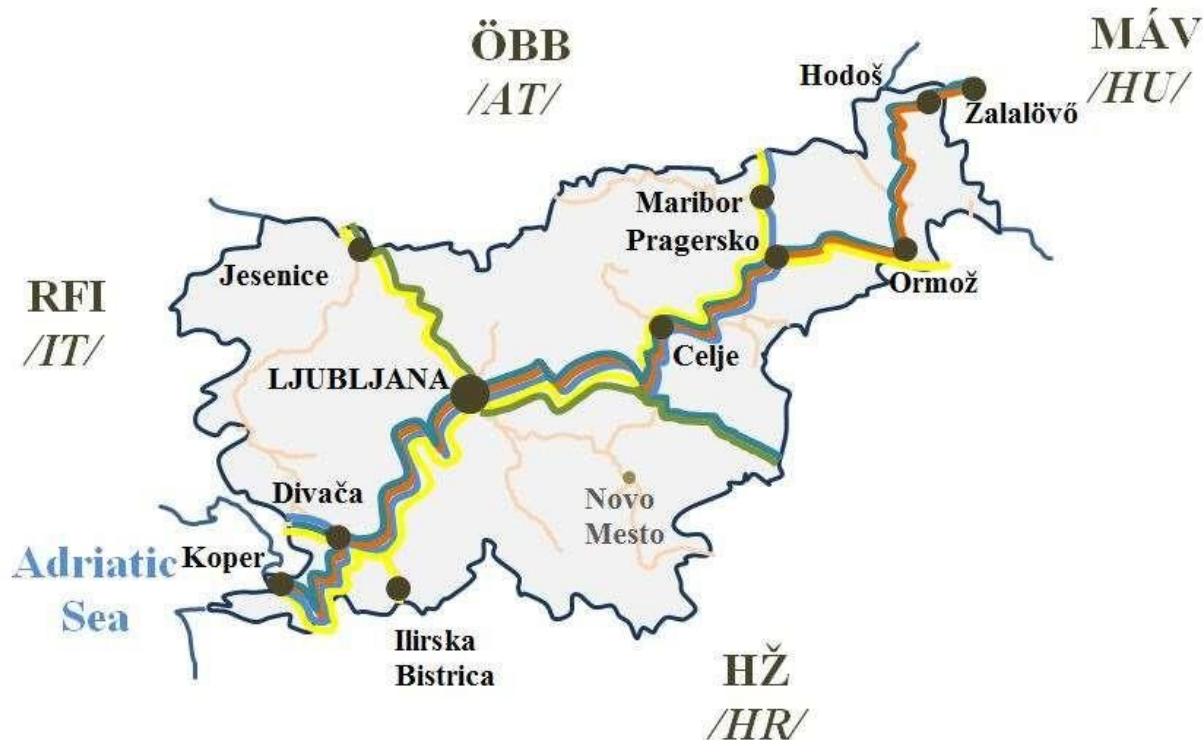 ÖBB
/AT/
MÁV
/HU/
Hodoš
Zalalövő
Maribor
Pragersko
Ormož
Jesenice
RFI
/IT/
Celje
LJUBLJANA
Divača
Novo
Mesto
Koper
Adriatic
Sea
Ilirska
Bistrica
HŽ
/HR/